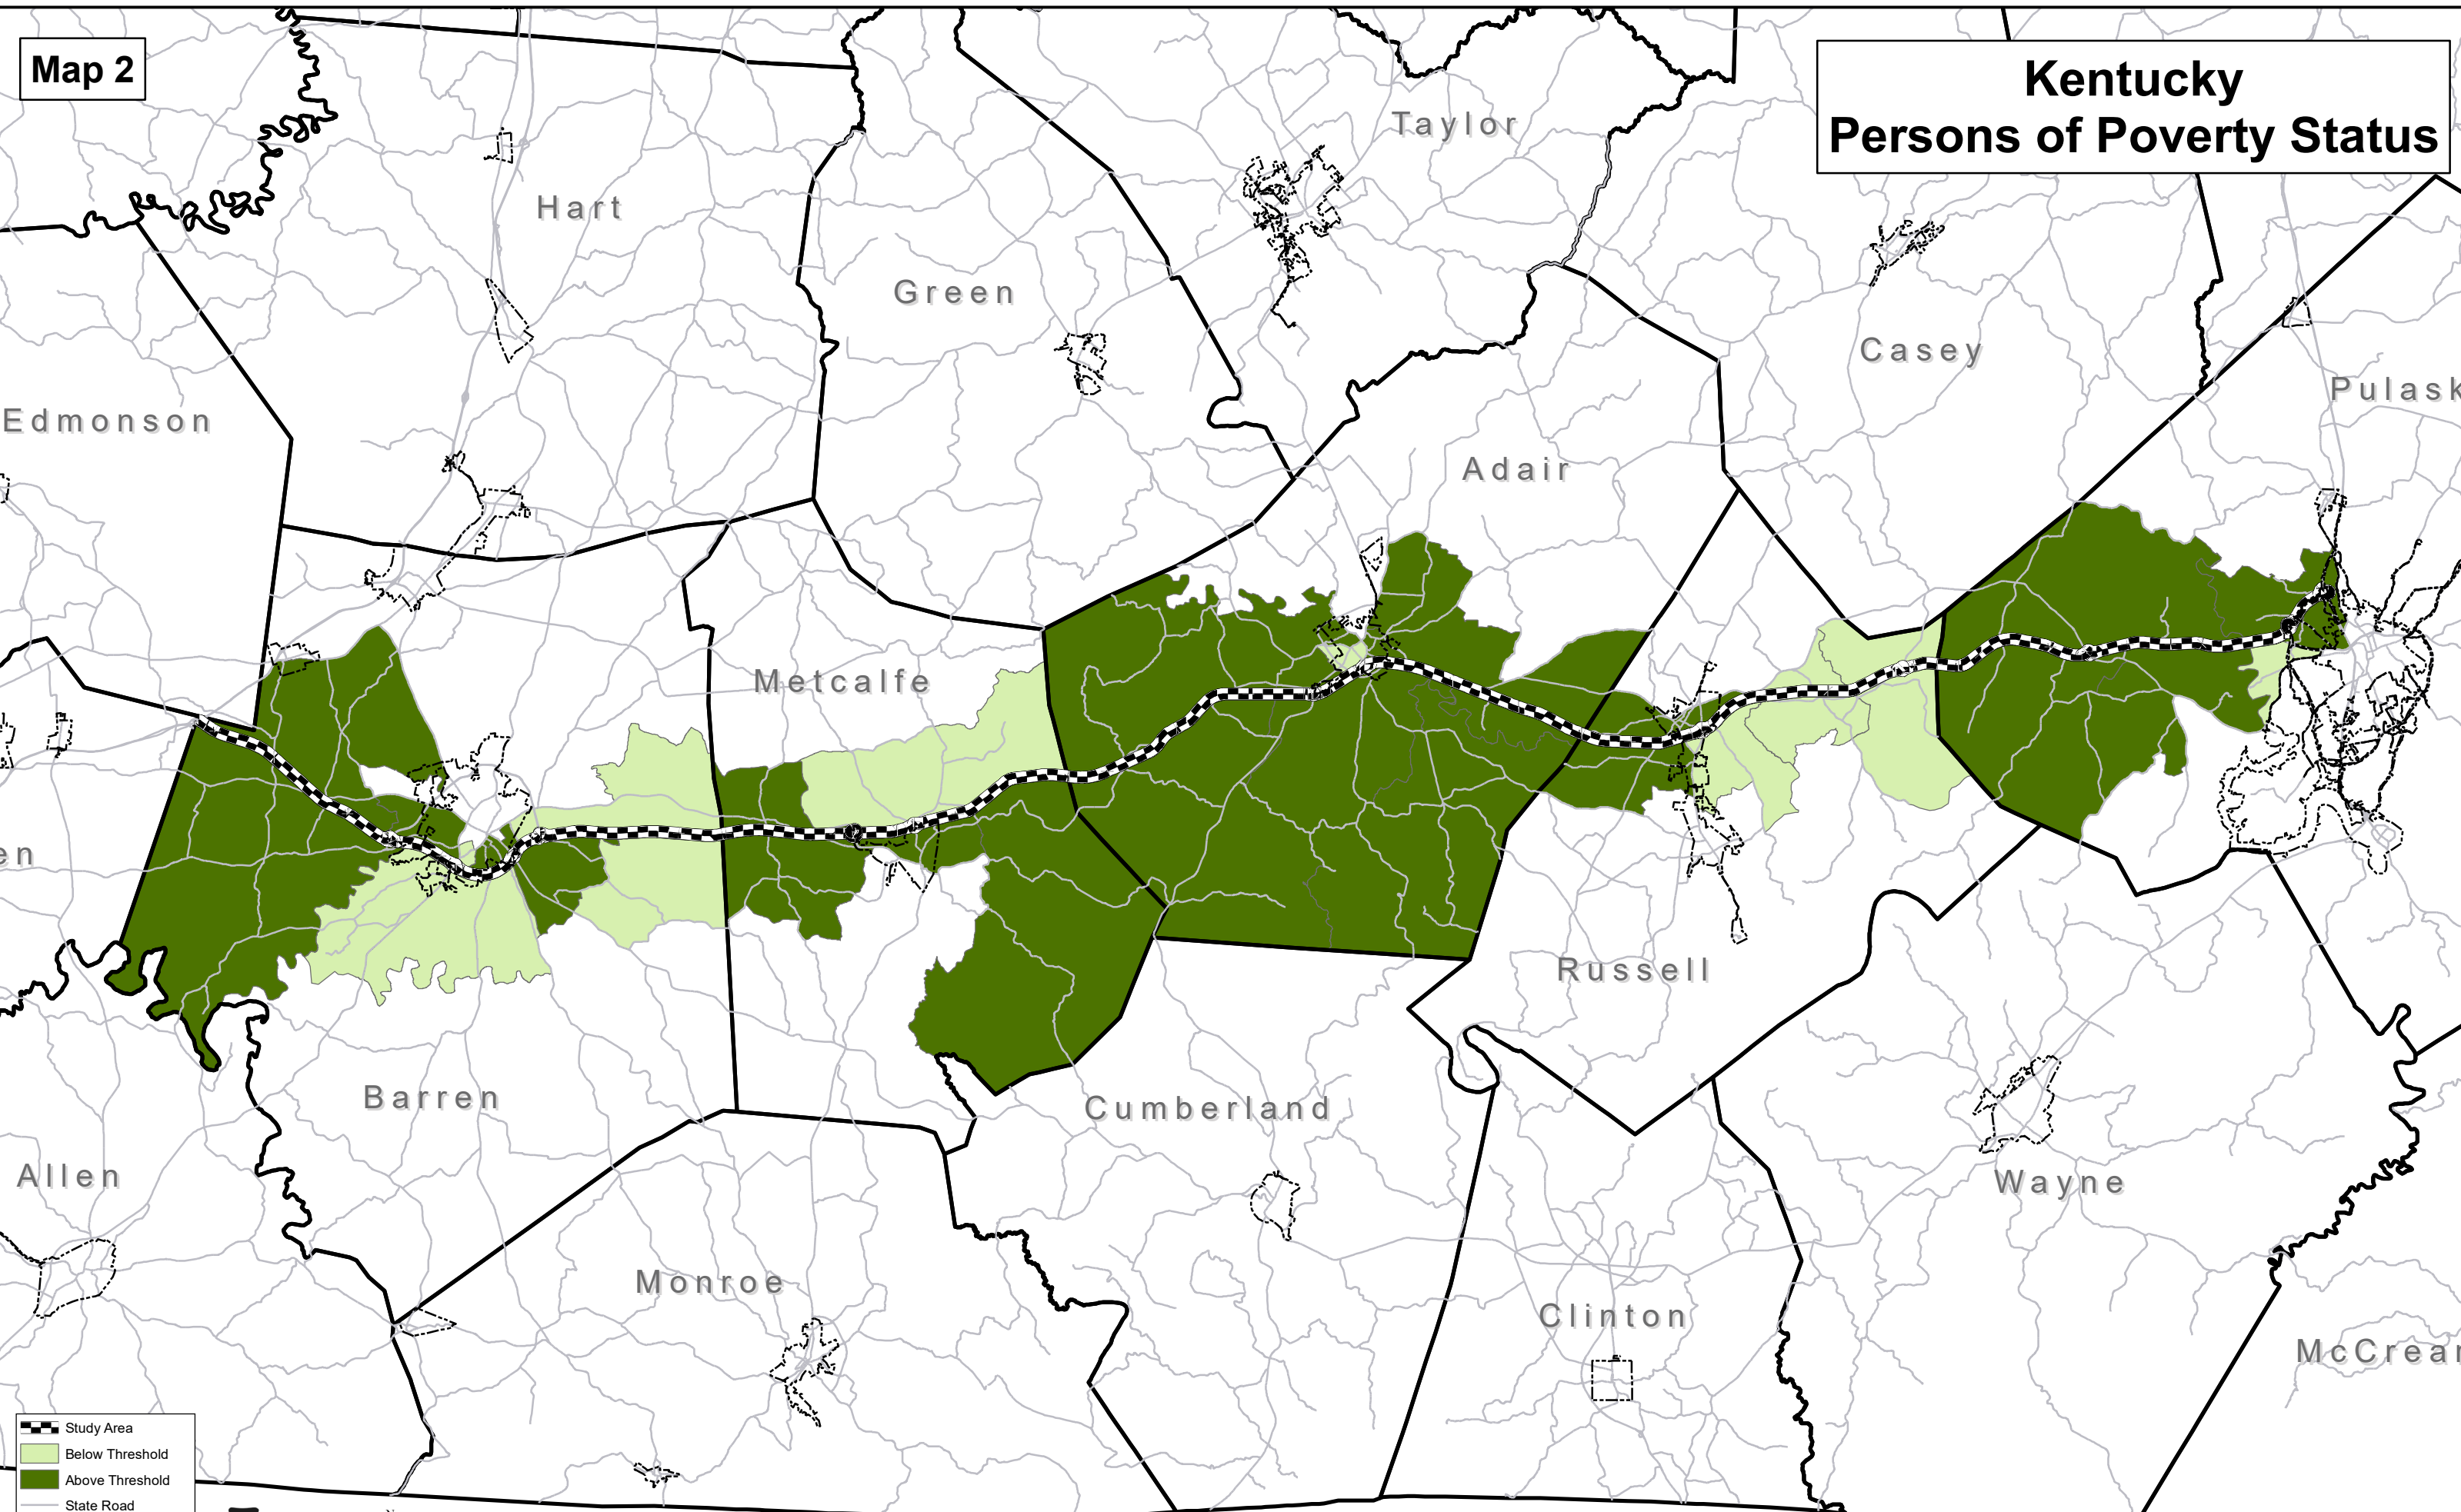 Map 2
Kentucky
Persons of Poverty Status
Taylor
Hart
Green
Casey
Pulask
Edmonson
Adair
Metcalfe
en
Russell
Barren
Cumberland
Allen
Wayne
Monroe
Clinton
McCrear
Study Area
Below Threshold
Above Threshold
State Road